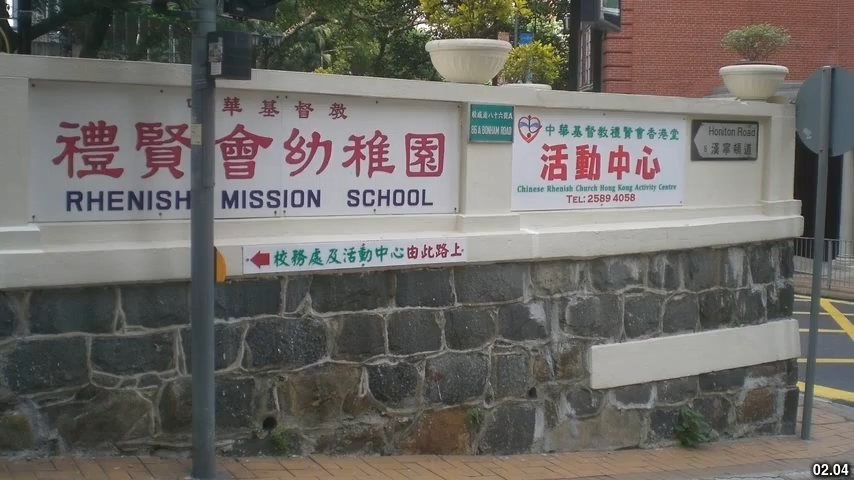 中華基督教
禮賢會幼稚園
RHENISH MISSION SCHOOL
般咸道八十六號A
86A BONHAM ROAD
中華基督教禮賢會香港堂
活動中心
Chinese Rhenish Church Hong Kong Activity Centre
TEL: 2589 4058
Honiton Road
漢寧頓道
校務處及活動中心由此路上
02.04